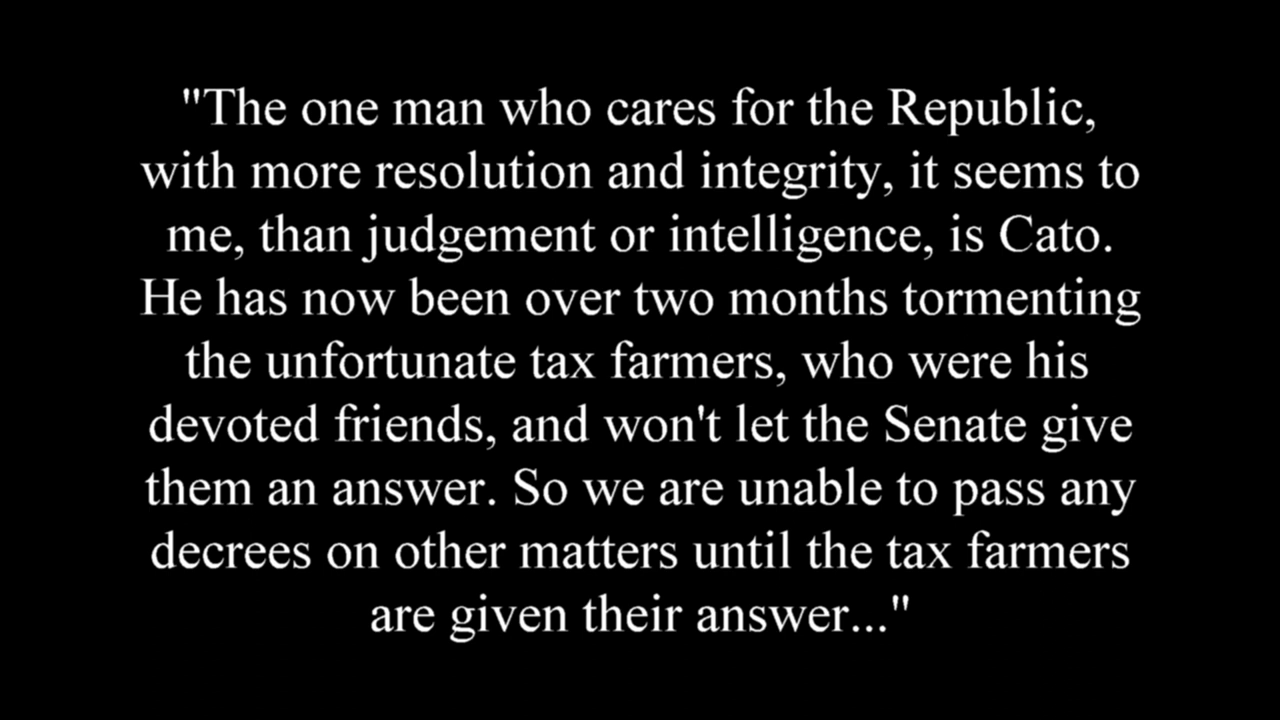 "The one man who cares for the Republic,
with more resolution and integrity, it seems to
me, than judgement or intelligence, is Cato.
He has now been over two months tormenting
the unfortunate tax farmers, who were his
devoted friends, and won't let the Senate give
them an answer. So we are unable to pass any
decrees on other matters until the tax farmers
are given their answer..."